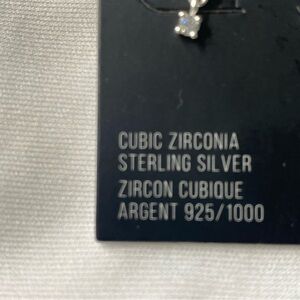 CUBIC ZIRCONIA
STERLING SILVER
ZIRCON CUBIQUE
ARGENT 925/1000